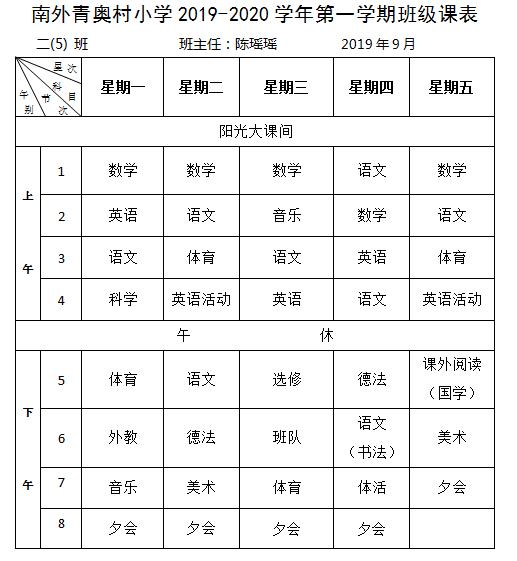 南外青奥村小学 2019-2020 学年第一学期班级课表
二(5) 班 班主任：陈瑶瑶 2019 年 9 月
星 次 科 目 午 节 别 次 星期一 星期二 星期三 星期四 星期五
阳光大课间
上午
1 数学 数学 数学 语文 数学
2 英语 语文 音乐 数学 语文
3 语文 体育 语文 英语 体育
4 科学 英语活动 英语 语文 英语活动
午 休
下午
5 体育 语文 选修 德法 课外阅读（国学）
6 外教 德法 班队 语文（书法） 美术
7 音乐 美术 体育 体活 夕会
8 夕会 夕会 夕会 夕会